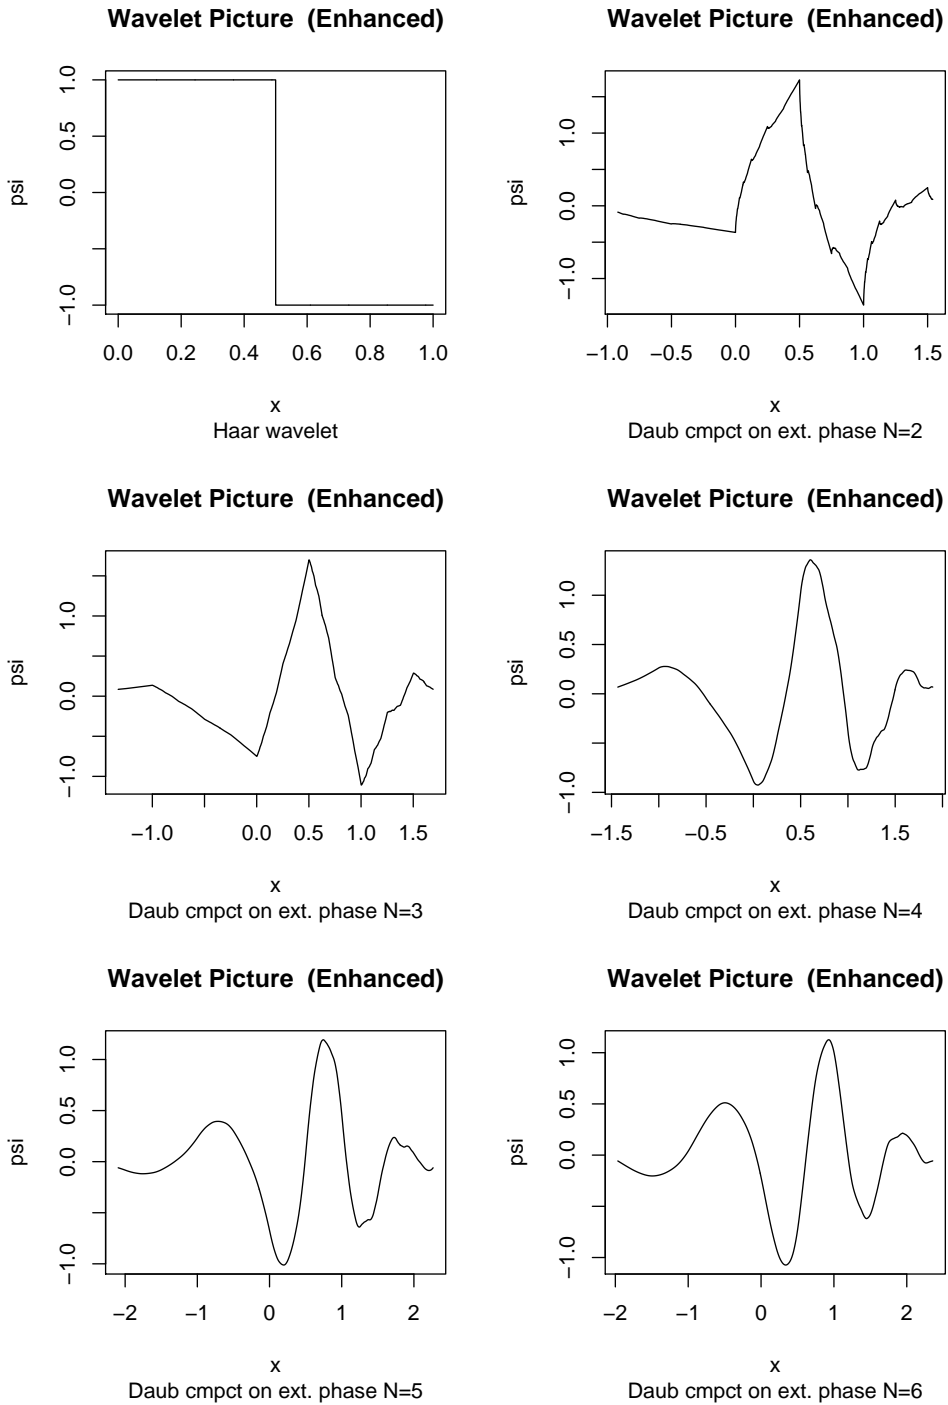 Wavelet Picture  (Enhanced)
psi
1.0
0.5
0.0
−1.0
0.0 0.2 0.4 0.6 0.8 1.0
x
Haar wavelet
Wavelet Picture  (Enhanced)
psi
1.0
0.0
−1.0
−1.0 −0.5 0.0 0.5 1.0 1.5
x
Daub cmpct on ext. phase N=2
Wavelet Picture  (Enhanced)
psi
1.0
0.0
−1.0
−1.0 0.0 0.5 1.0 1.5
x
Daub cmpct on ext. phase N=3
Wavelet Picture  (Enhanced)
psi
1.0
0.5
0.0
−1.0
−1.5 −0.5 0.5 1.5
x
Daub cmpct on ext. phase N=4
Wavelet Picture  (Enhanced)
psi
1.0
0.5
0.0
−1.0
−2 −1 0 1 2
x
Daub cmpct on ext. phase N=5
Wavelet Picture  (Enhanced)
psi
1.0
0.5
0.0
−1.0
−2 −1 0 1 2
x
Daub cmpct on ext. phase N=6